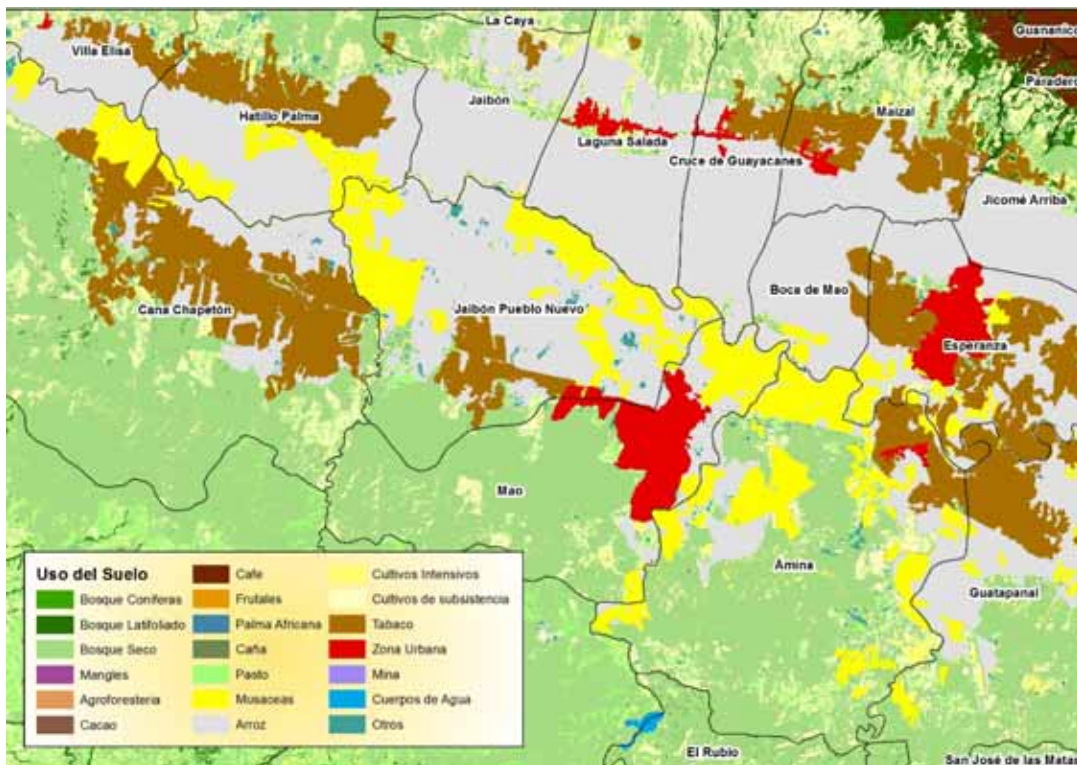 La Caya
Guananico
Villa Elisa
Paradero
Jaibón
Hatillo Palma
Maizal
Laguna Salada
Cruce de Guayacanes
Jicomé Arriba
Boca de Mao
Cana Chapetón
Jaibón Pueblo Nuevo
Esperanza
Mao
Amina
Guatapanal
Uso del Suelo
Bosque Coniferas
Bosque Latifoliado
Bosque Seco
Mangles
Agroforesteria
Cacao
Cafe
Frutales
Palma Africana
Caña
Pasto
Musaceas
Arroz
Cultivos Intensivos
Cultivos de subsistencia
Tabaco
Zona Urbana
Mina
Cuerpos de Agua
Otros
El Rubio
San José de las Matas